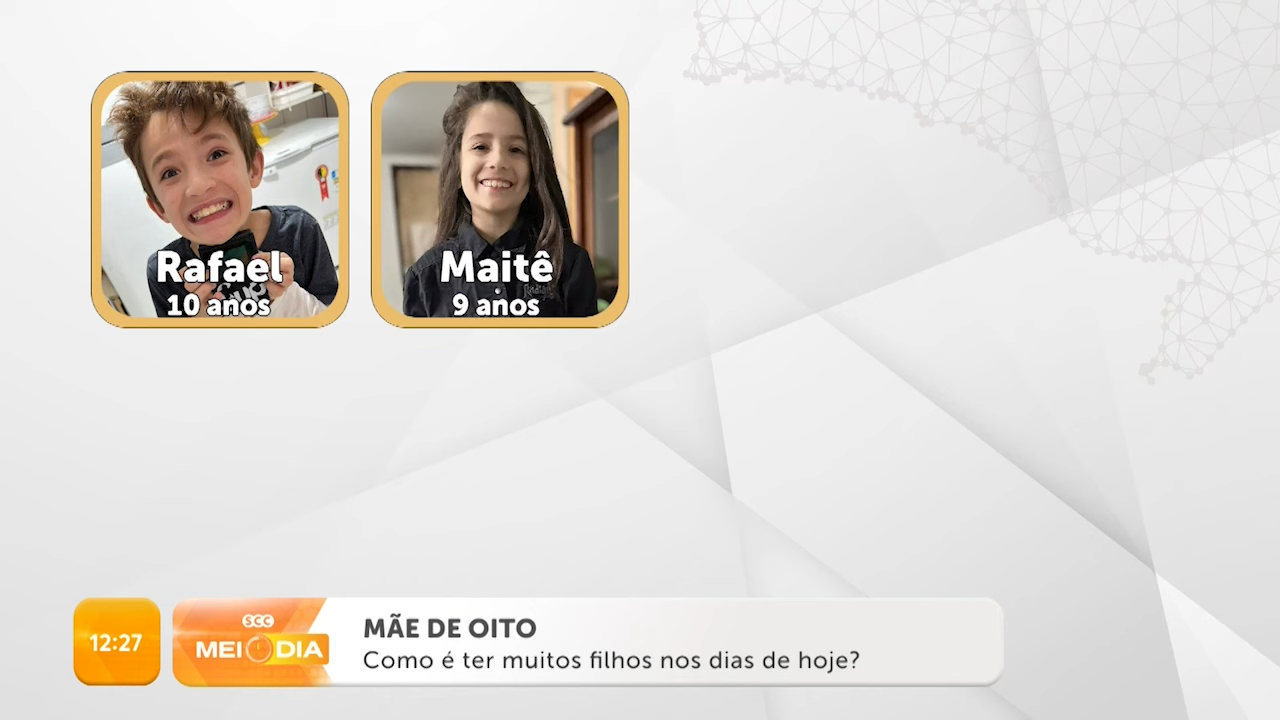 Rafael
10 anos
Maitê
9 anos
12:27
SCC
MEIO DIA
MÃE DE OITO
Como é ter muitos filhos nos dias de hoje?